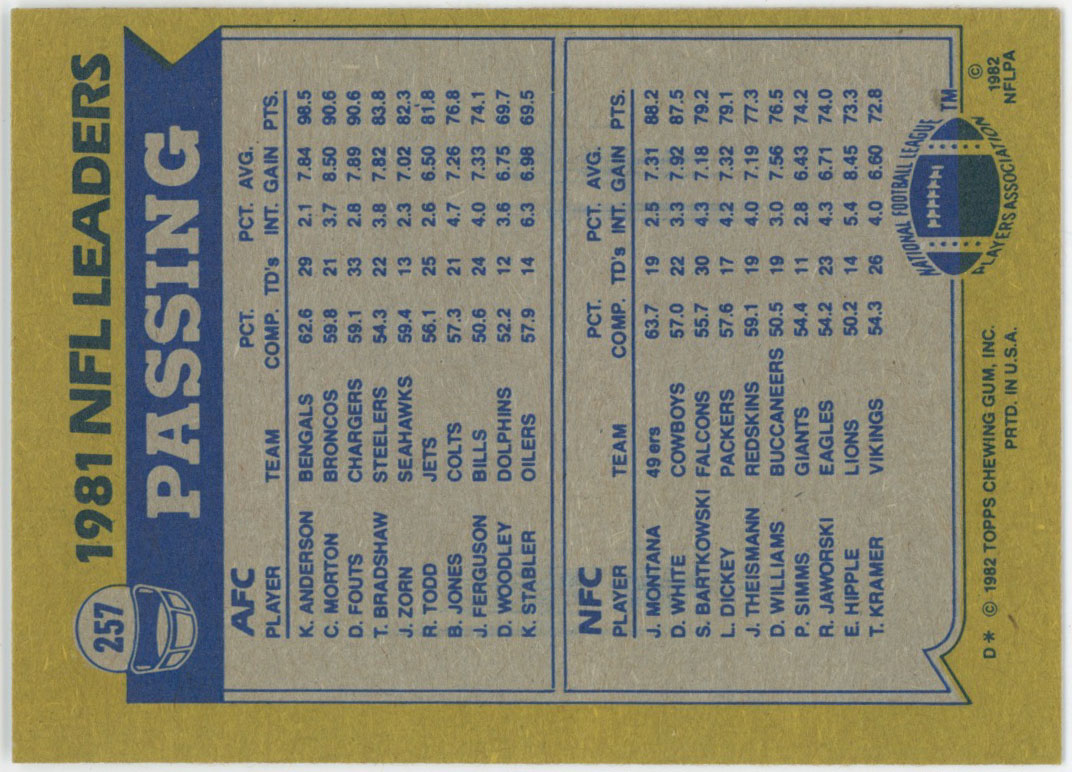 257
1981 NFL LEADERS
PASSING
AFC
PCT. PCT. AVG.
PLAYER TEAM COMP. TD's INT. GAIN PTS.
K. ANDERSON BENGALS 62.6 29 2.1 7.84 98.5
C. MORTON BRONCOS 59.8 21 3.7 8.50 90.6
D. FOUTS CHARGERS 59.1 33 2.8 7.89 90.6
T. BRADSHAW STEELERS 54.3 22 3.8 7.82 83.8
J. ZORN SEAHAWKS 59.4 13 2.3 7.02 82.3
R. TODD JETS 56.1 25 2.6 6.50 81.8
B. JONES COLTS 57.3 21 4.7 7.26 76.8
J. FERGUSON BILLS 50.6 24 4.0 7.33 74.1
D. WOODLEY DOLPHINS 52.2 12 3.6 6.75 69.7
K. STABLER OILERS 57.9 14 6.3 6.98 69.5
NFC
PCT. PCT. AVG.
PLAYER TEAM COMP. TD's INT. GAIN PTS.
J. MONTANA 49ers 63.7 19 2.5 7.31 88.2
D. WHITE COWBOYS 57.0 22 3.3 7.92 87.5
S. BARTKOWSKI FALCONS 55.7 30 4.3 7.18 79.2
L. DICKEY PACKERS 57.6 17 4.2 7.32 79.1
J. THEISMANN REDSKINS 59.1 19 4.0 7.19 77.3
D. WILLIAMS BUCCANEERS 50.5 19 3.0 7.56 76.5
P. SIMMS GIANTS 54.4 11 2.8 6.43 74.2
R. JAWORSKI EAGLES 54.2 23 4.3 6.71 74.0
E. HIPPLE LIONS 50.2 14 5.4 8.45 73.3
T. KRAMER VIKINGS 54.3 26 4.0 6.60 72.8
NATIONAL FOOTBALL LEAGUE TM
PLAYERS ASSOCIATION
©
1982
NFLPA
D* © 1982 TOPPS CHEWING GUM, INC.
PRTD. IN U.S.A.